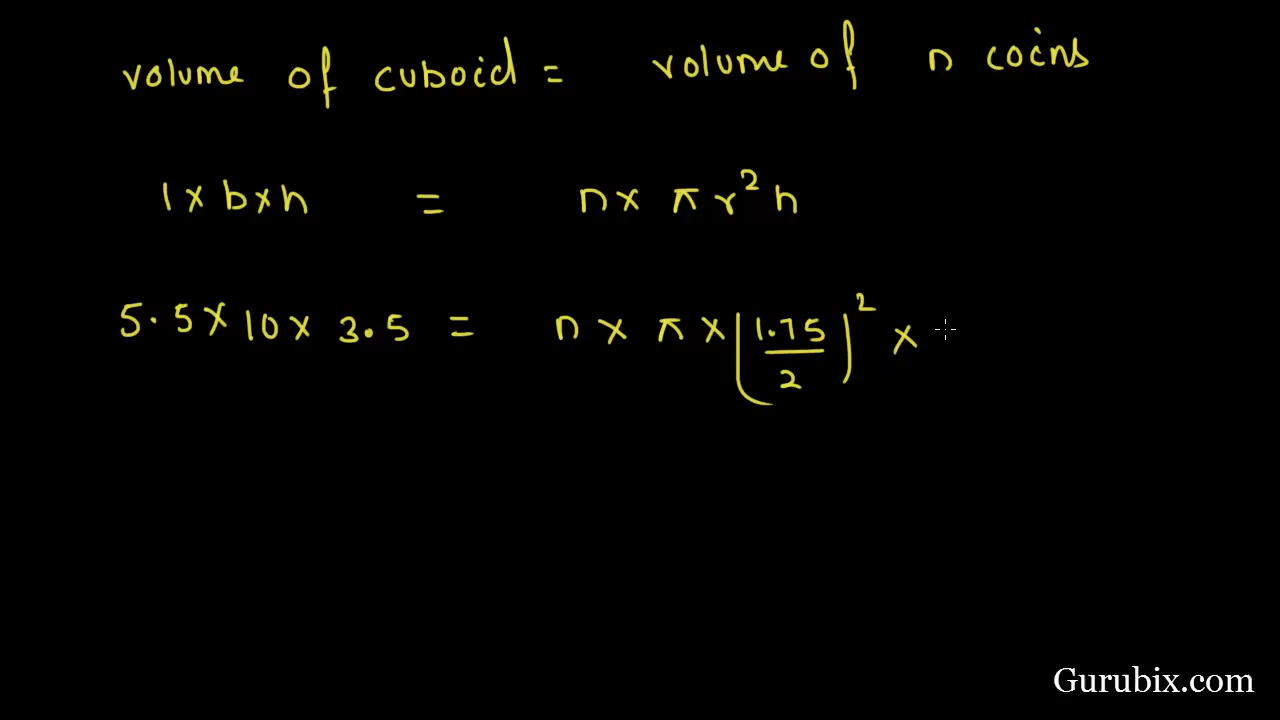 volume of cuboid = volume of n coins
l × b × h = n × π r² h
5.5 × 10 × 3.5 = n × π × (1.75/2)² ×
Gurubix.com